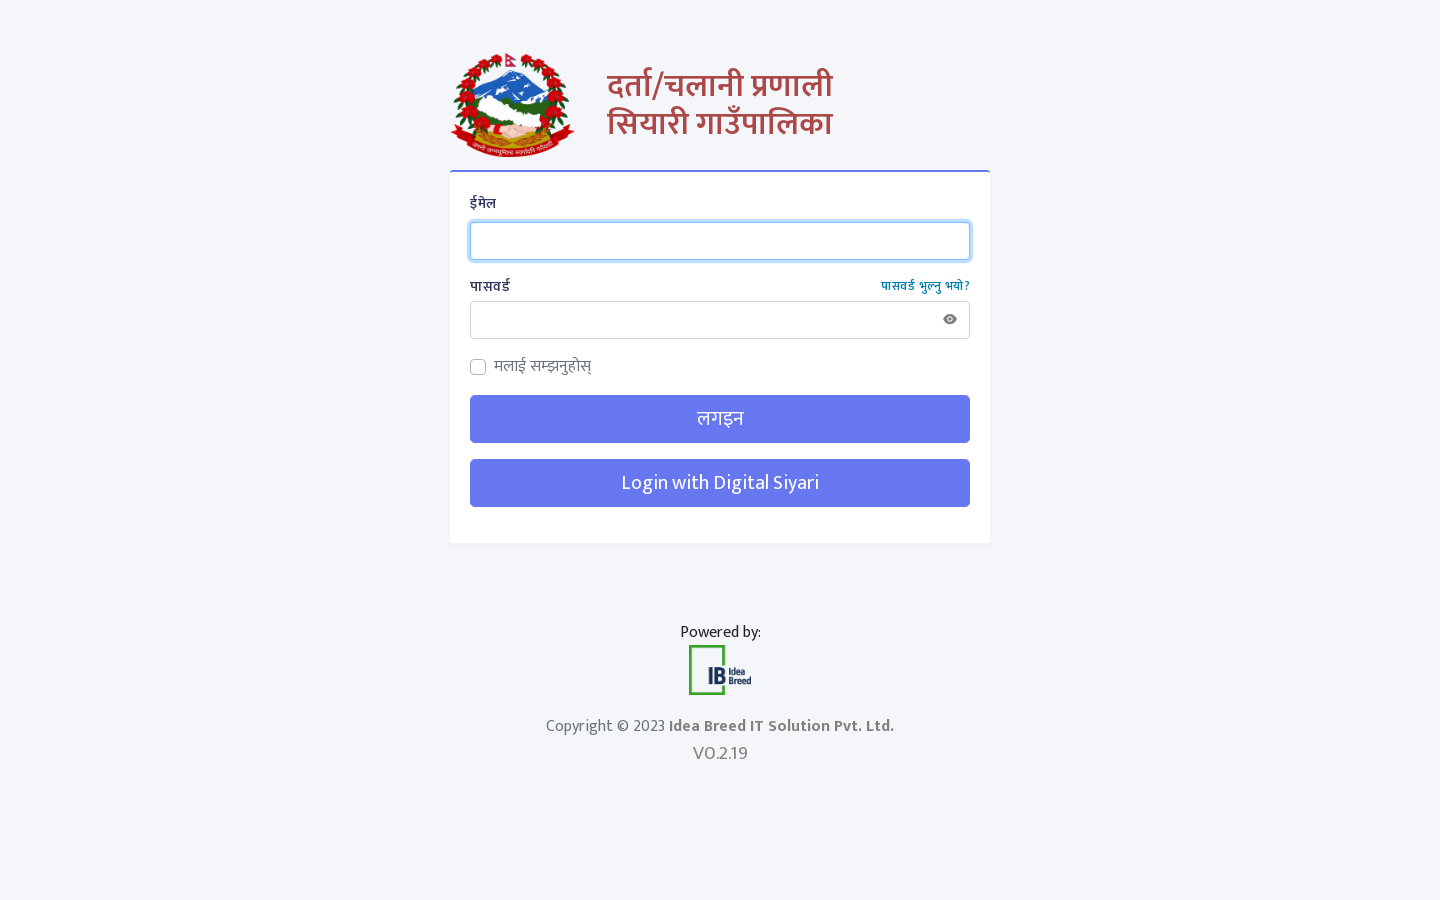 दर्ता/चलानी प्रणाली
सियारी गाउँपालिका
ईमेल
पासवर्ड
पासवर्ड भुल्नु भयो?
मलाई सम्झनुहोस्
लगइन
Login with Digital Siyari
Powered by:
IB Idea Breed
Copyright © 2023 Idea Breed IT Solution Pvt. Ltd.
V0.2.19